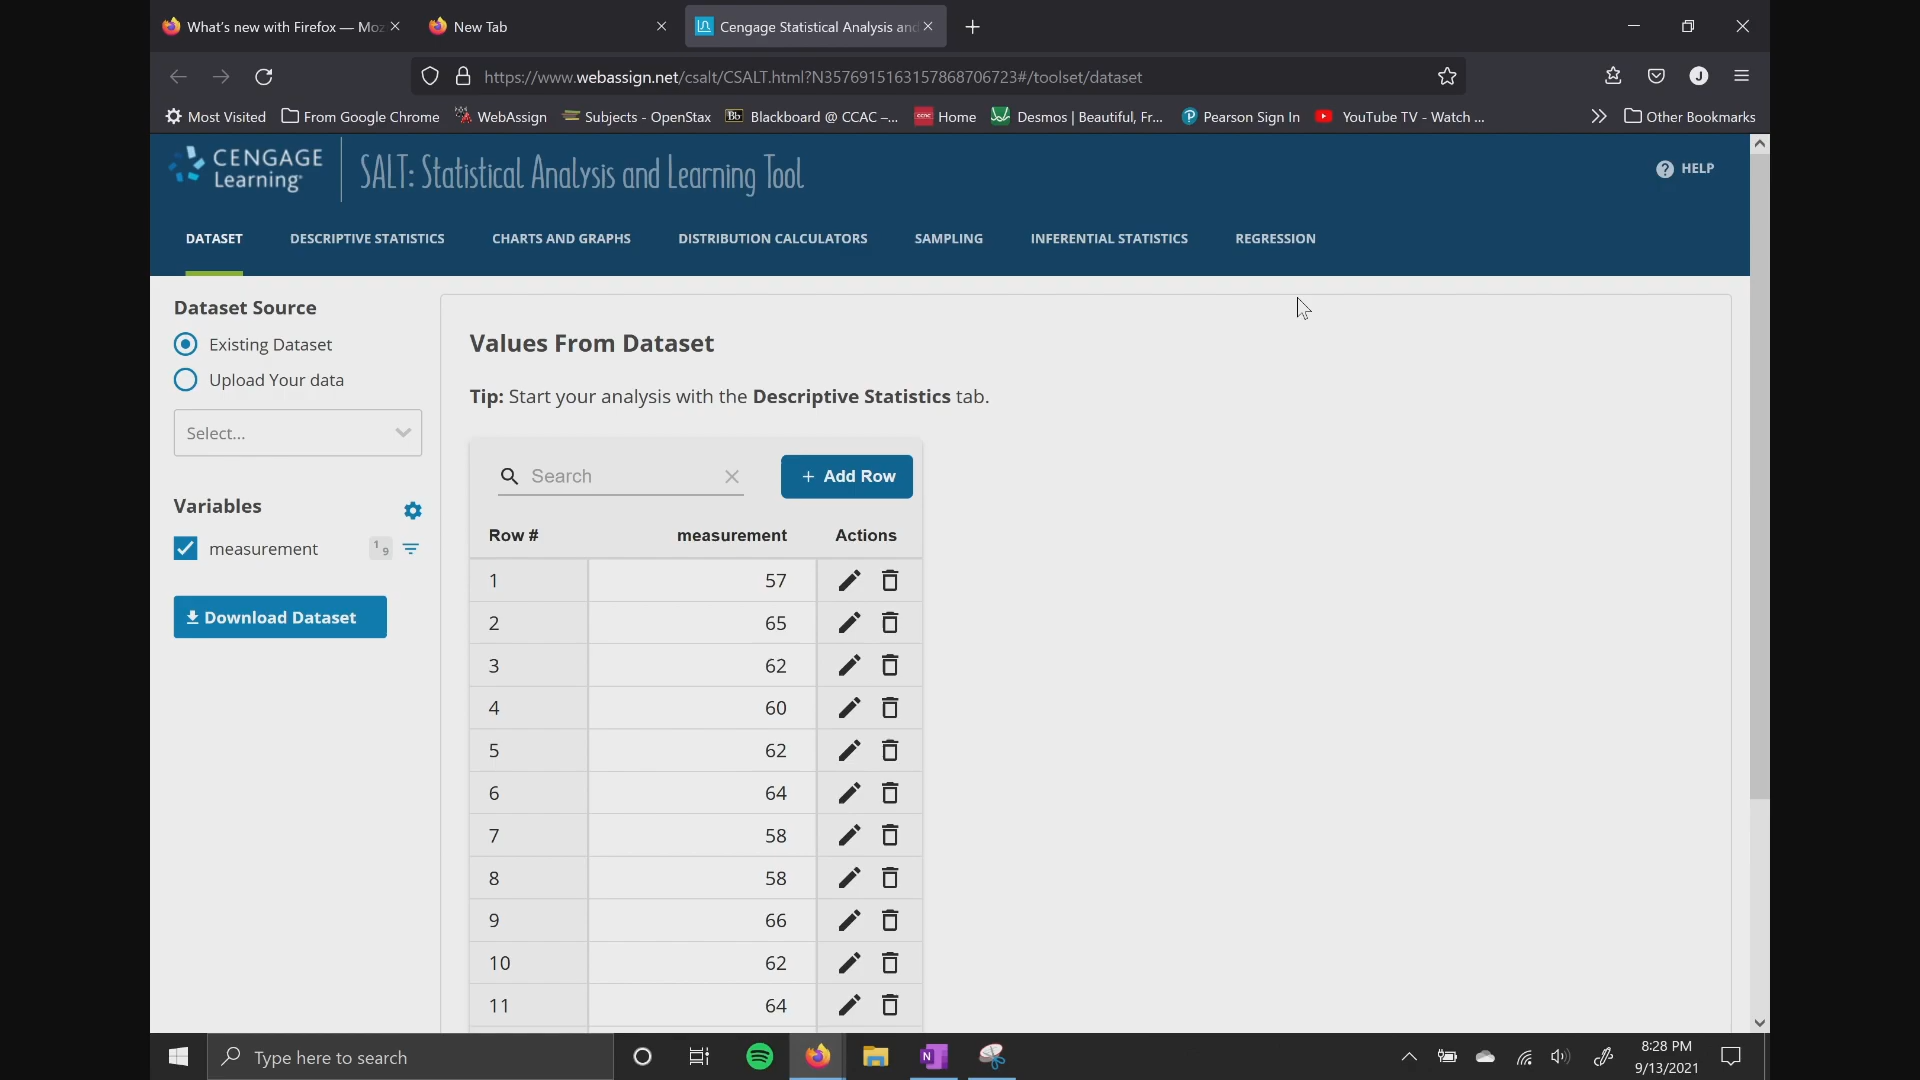 What's new with Firefox — Moz
New Tab
Cengage Statistical Analysis and
https://www.webassign.net/csalt/CSALT.html?N3576915163157868706723#/toolset/dataset
J
Most Visited
From Google Chrome
WebAssign
Subjects - OpenStax
Bb
Blackboard @ CCAC –...
CCAC
Home
Desmos | Beautiful, Fr...
Pearson Sign In
YouTube TV - Watch ...
Other Bookmarks
CENGAGE
Learning
SALT: Statistical Analysis and Learning Tool
? HELP
DATASET
DESCRIPTIVE STATISTICS
CHARTS AND GRAPHS
DISTRIBUTION CALCULATORS
SAMPLING
INFERENTIAL STATISTICS
REGRESSION
Dataset Source
Existing Dataset
Upload Your data
Select...
Variables
measurement
1 9
Download Dataset
Values From Dataset
Tip: Start your analysis with the Descriptive Statistics tab.
Search
+ Add Row
Row # measurement Actions
1 57
2 65
3 62
4 60
5 62
6 64
7 58
8 58
9 66
10 62
11 64
Type here to search
N
8:28 PM
9/13/2021